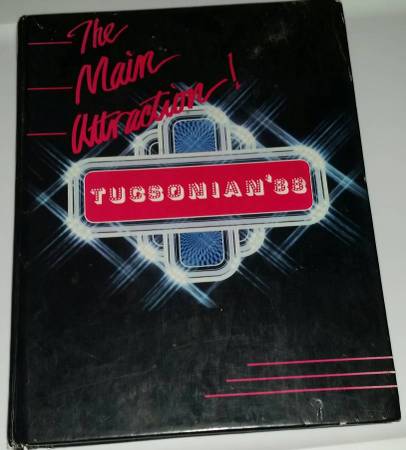 The
Main
Attraction!
TUCSONIAN '88